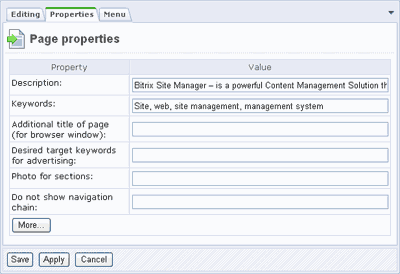 Editing Properties Menu
Page properties
Property Value
Description: Bitrix Site Manager – is a powerful Content Management Solution th
Keywords: Site, web, site management, management system
Additional title of page
(for browser window):
Desired target keywords
for advertising:
Photo for sections:
Do not show navigation
chain:
More...
Save Apply Cancel